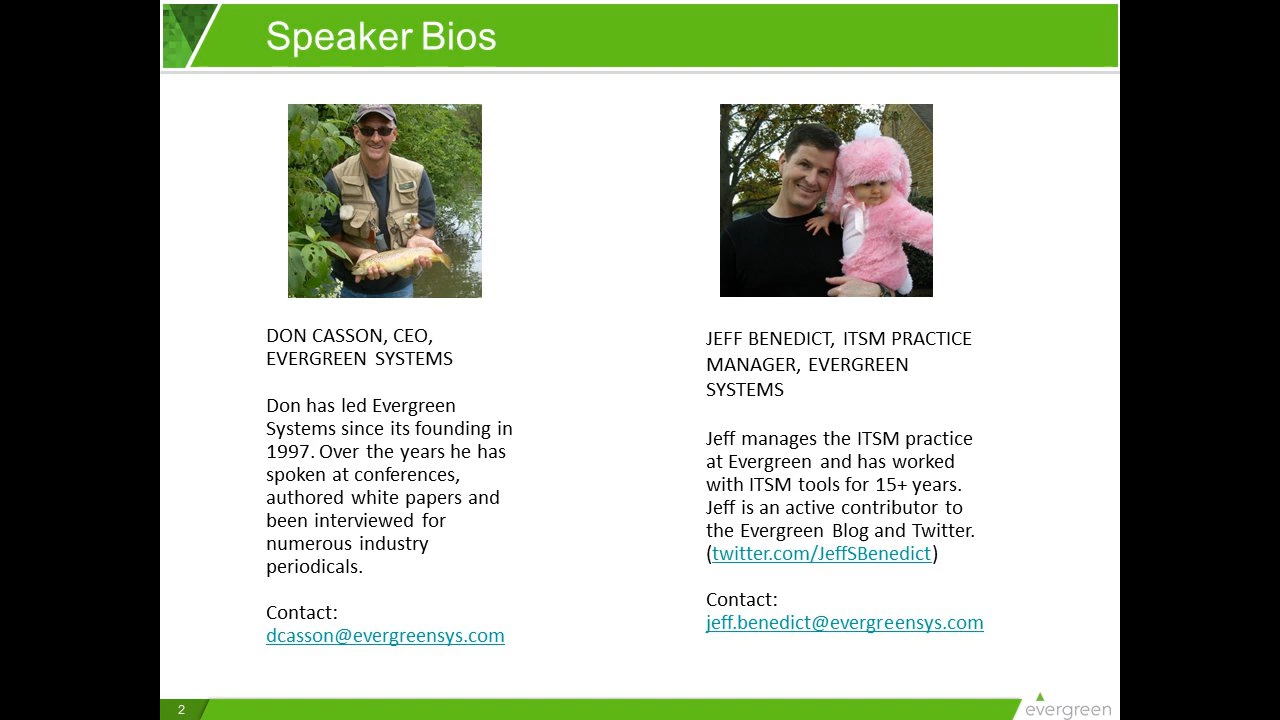 Speaker Bios
DON CASSON, CEO,
EVERGREEN SYSTEMS
Don has led Evergreen
Systems since its founding in
1997. Over the years he has
spoken at conferences,
authored white papers and
been interviewed for
numerous industry
periodicals.
Contact:
dcasson@evergreensys.com
JEFF BENEDICT, ITSM PRACTICE
MANAGER, EVERGREEN
SYSTEMS
Jeff manages the ITSM practice
at Evergreen and has worked
with ITSM tools for 15+ years.
Jeff is an active contributor to
the Evergreen Blog and Twitter.
(twitter.com/JeffSBenedict)
Contact:
jeff.benedict@evergreensys.com
2
evergreen